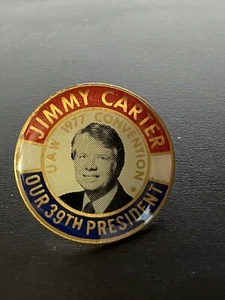 JIMMY CARTER
UAW 1977 CONVENTION
OUR 39TH PRESIDENT